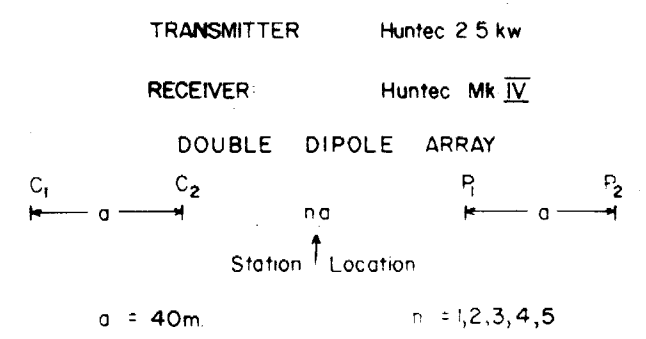 TRANSMITTER Huntec 2.5 kw
RECEIVER: Huntec Mk IV
DOUBLE DIPOLE ARRAY
C₁ C₂ P₁ P₂
a na a
Station Location
a = 40m. n = 1,2,3,4,5